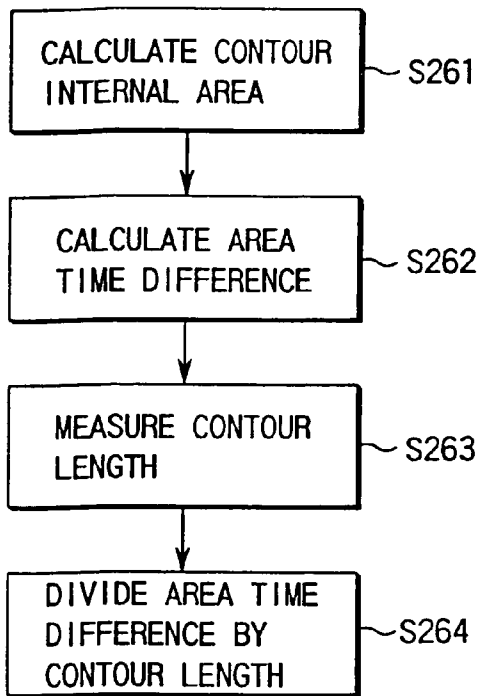 CALCULATE CONTOUR
INTERNAL AREA
S261
CALCULATE AREA
TIME DIFFERENCE
S262
MEASURE CONTOUR
LENGTH
S263
DIVIDE AREA TIME
DIFFERENCE BY
CONTOUR LENGTH
S264